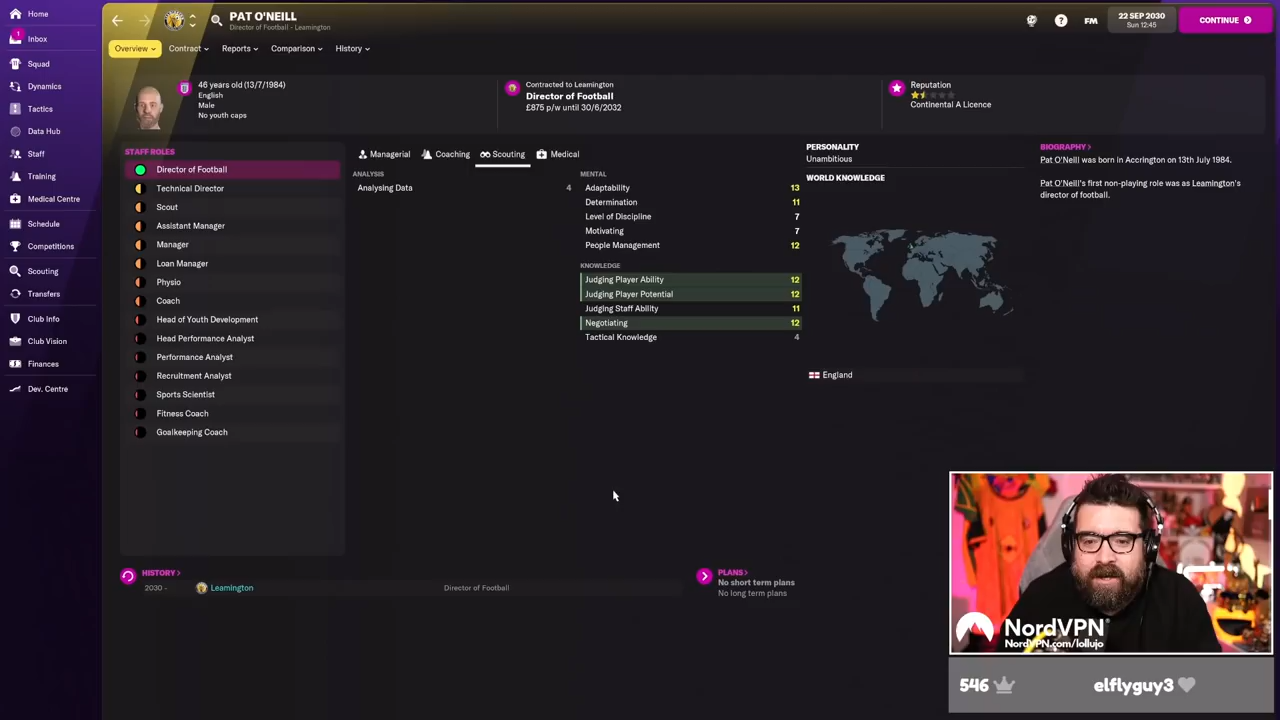 Home
Inbox
1
Squad
Dynamics
Tactics
Data Hub
Staff
Training
Medical Centre
Schedule
Competitions
Scouting
Transfers
Club Info
Club Vision
Finances
Dev. Centre
PAT O'NEILL
Director of Football - Leamington
FM
22 SEP 2030
Sun 12:45
CONTINUE
Overview
Contract
Reports
Comparison
History
46 years old (13/7/1984)
English
Male
No youth caps
Contracted to Leamington
Director of Football
£875 p/w until 30/6/2032
Reputation
Continental A Licence
STAFF ROLES
Director of Football
Technical Director
Scout
Assistant Manager
Manager
Loan Manager
Physio
Coach
Head of Youth Development
Head Performance Analyst
Performance Analyst
Recruitment Analyst
Sports Scientist
Fitness Coach
Goalkeeping Coach
Managerial
Coaching
Scouting
Medical
ANALYSIS
Analysing Data 4
MENTAL
Adaptability 13
Determination 11
Level of Discipline 7
Motivating 7
People Management 12
KNOWLEDGE
Judging Player Ability 12
Judging Player Potential 12
Judging Staff Ability 11
Negotiating 12
Tactical Knowledge 4
PERSONALITY
Unambitious
WORLD KNOWLEDGE
England
BIOGRAPHY >
Pat O'Neill was born in Accrington on 13th July 1984.
Pat O'Neill's first non-playing role was as Leamington's
director of football.
HISTORY >
2030 - Leamington Director of Football
PLANS >
No short term plans
No long term plans
NordVPN®
NordVPN.com/lollujo
546
elflyguy3